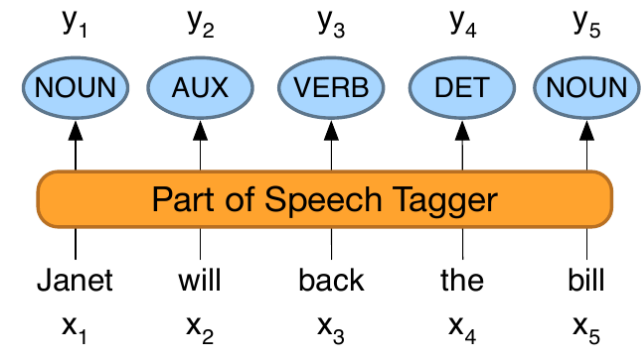 y₁ y₂ y₃ y₄ y₅
NOUN AUX VERB DET NOUN
Part of Speech Tagger
Janet will back the bill
x₁ x₂ x₃ x₄ x₅